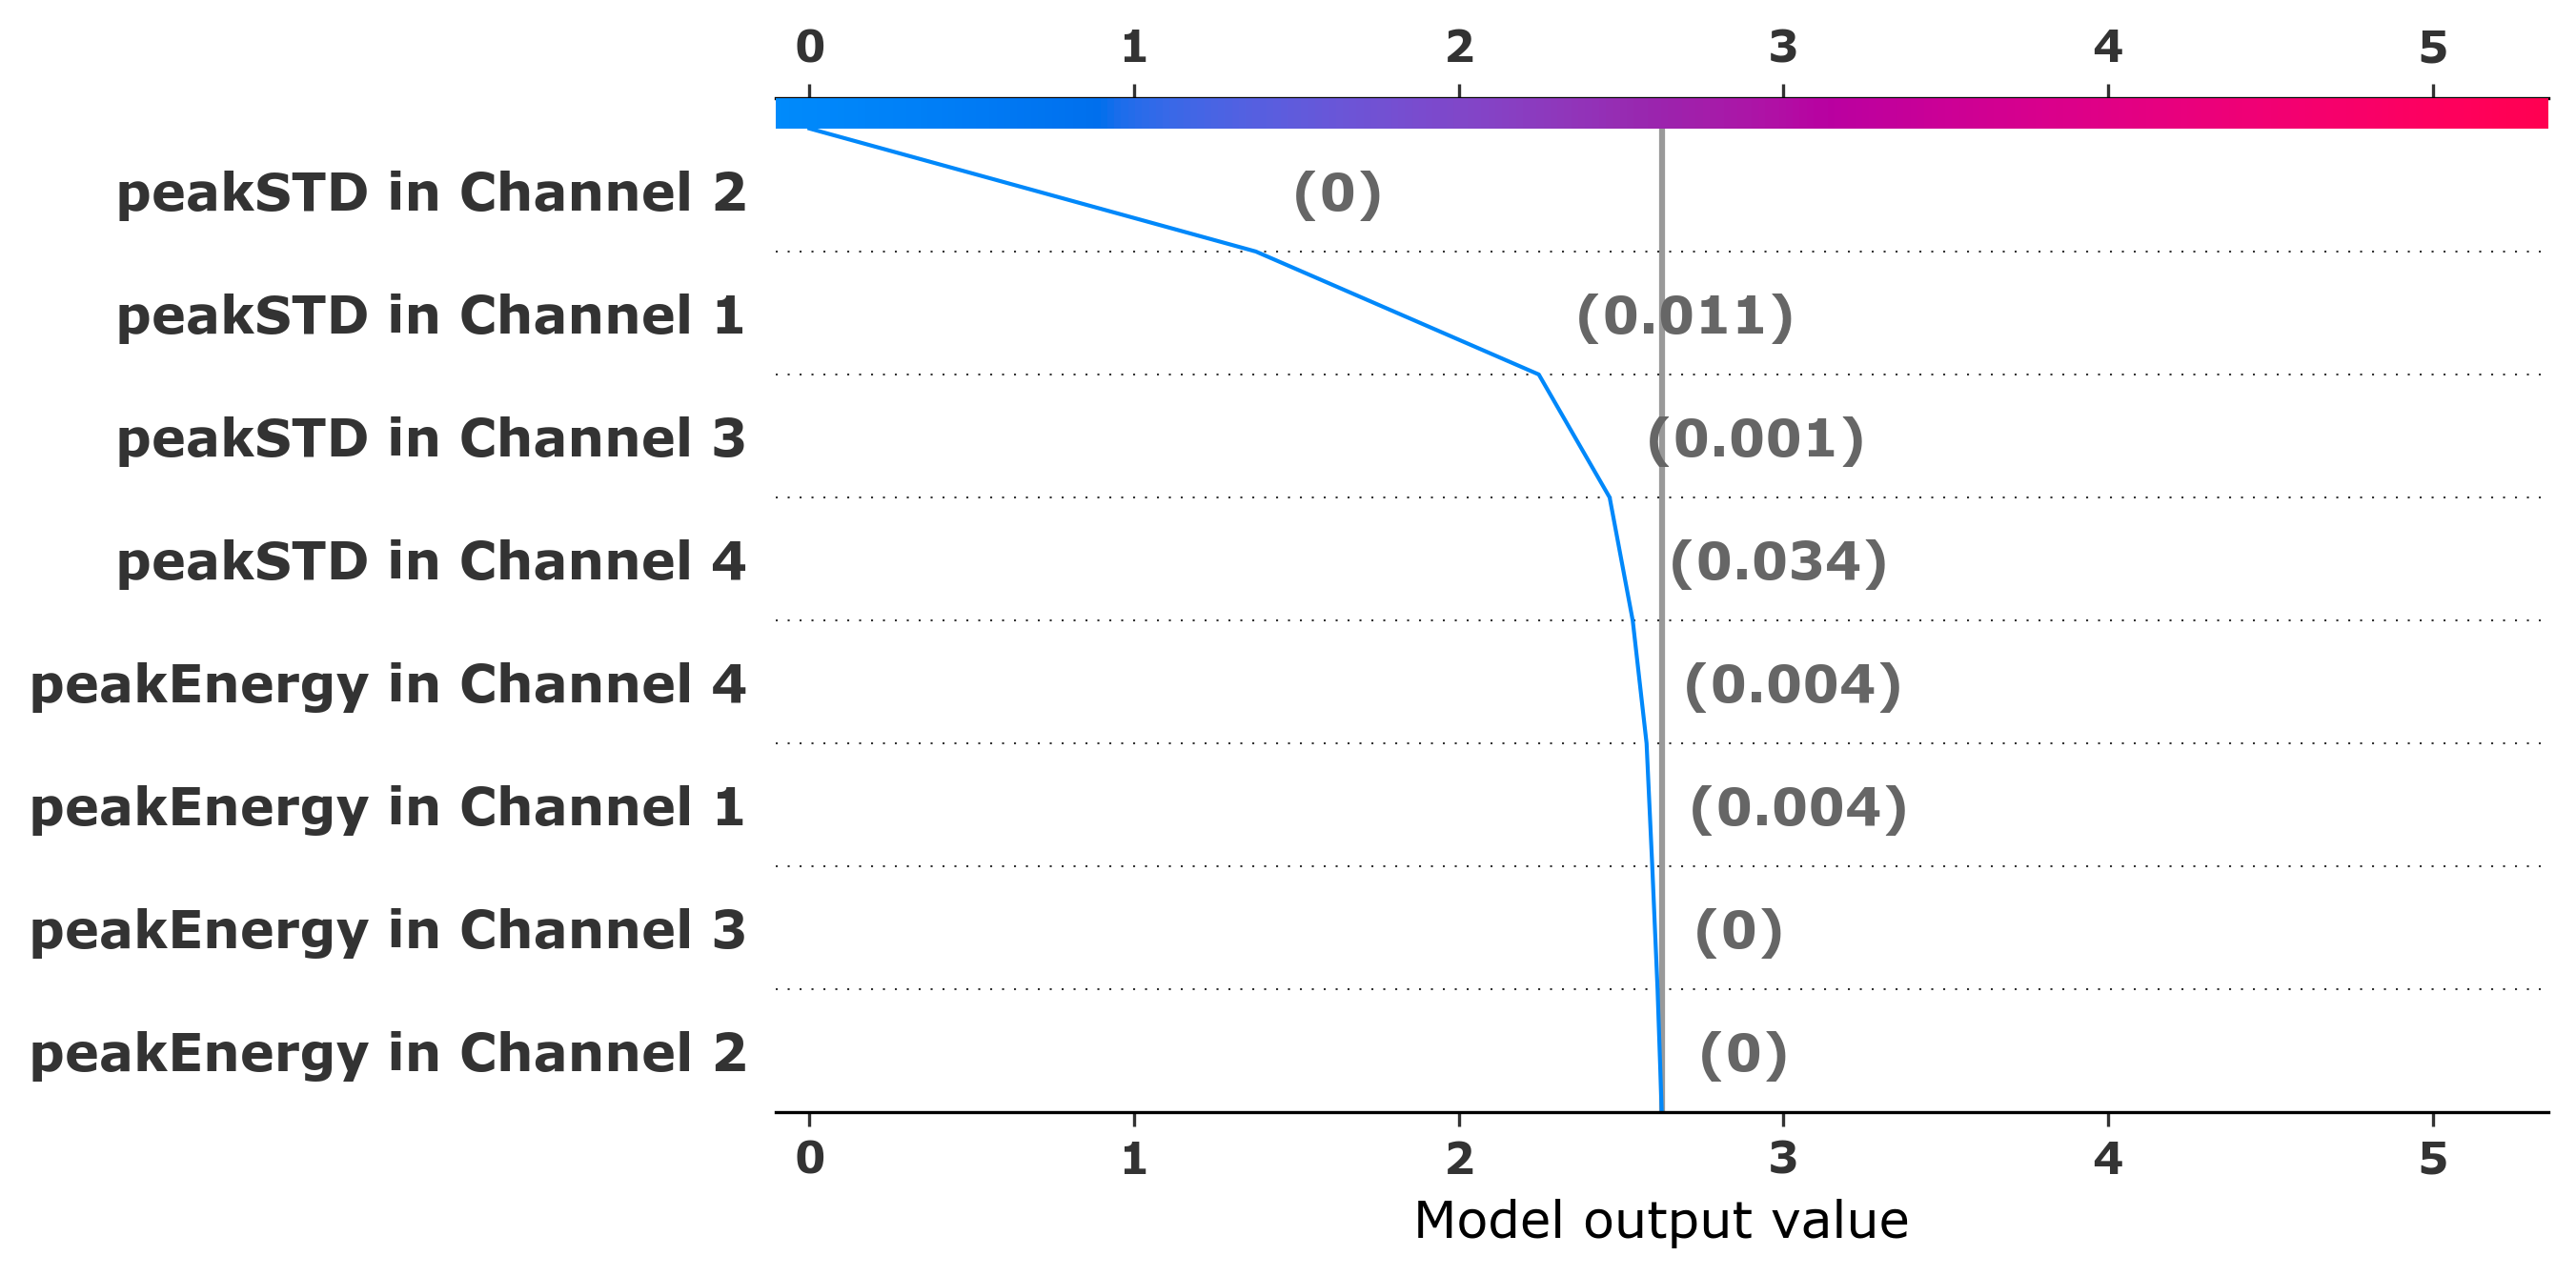 0 1 2 3 4 5
peakSTD in Channel 2 (0)
peakSTD in Channel 1 (0.011)
peakSTD in Channel 3 (0.001)
peakSTD in Channel 4 (0.034)
peakEnergy in Channel 4 (0.004)
peakEnergy in Channel 1 (0.004)
peakEnergy in Channel 3 (0)
peakEnergy in Channel 2 (0)
0 1 2 3 4 5
Model output value